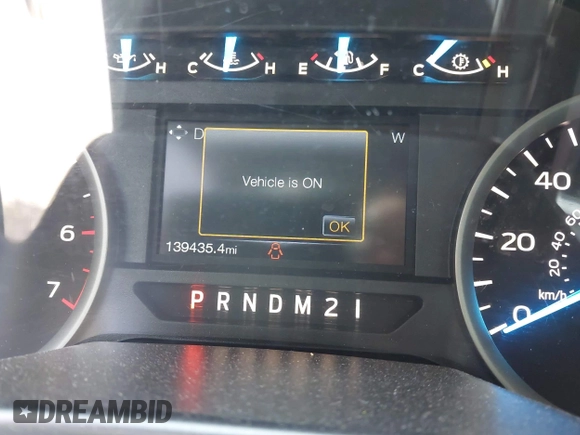 H C H E F C H
D W
Vehicle is ON
OK
139435.4mi
P R N D M 2 1
6
7
40
20
0
60
40
20
km/h
DREAMBID